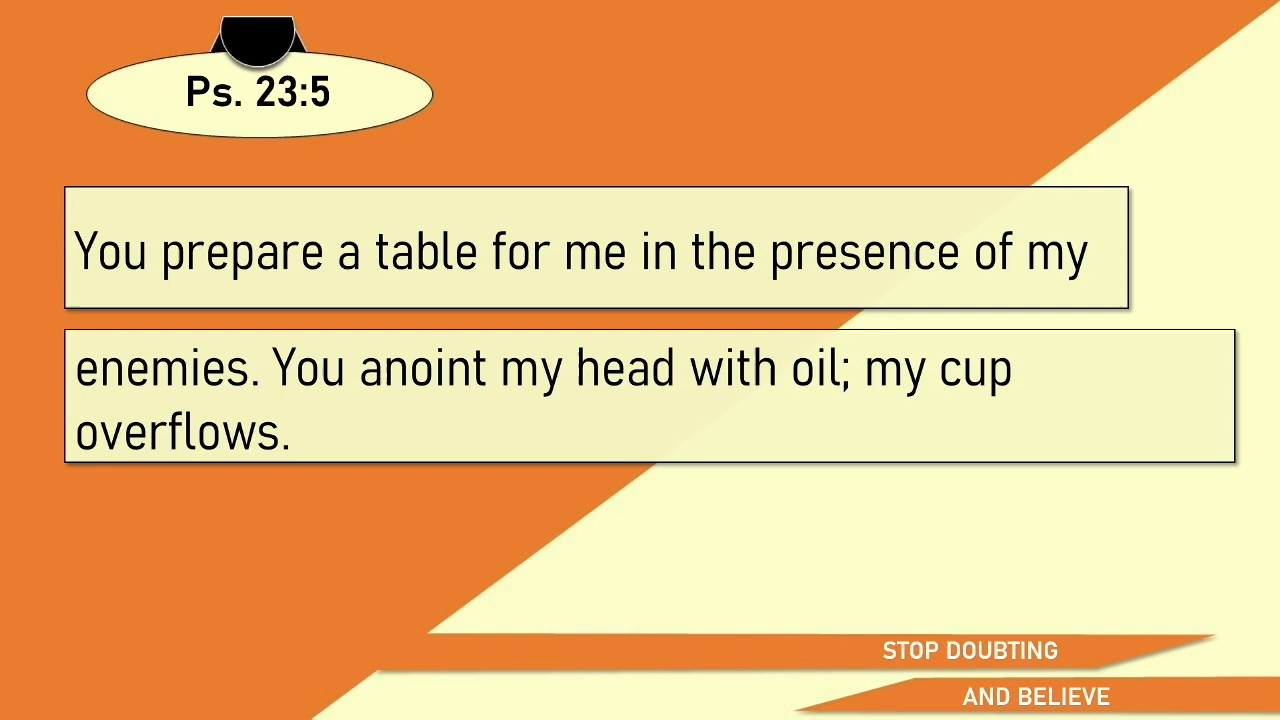 Ps. 23:5
You prepare a table for me in the presence of my
enemies. You anoint my head with oil; my cup
overflows.
STOP DOUBTING
AND BELIEVE